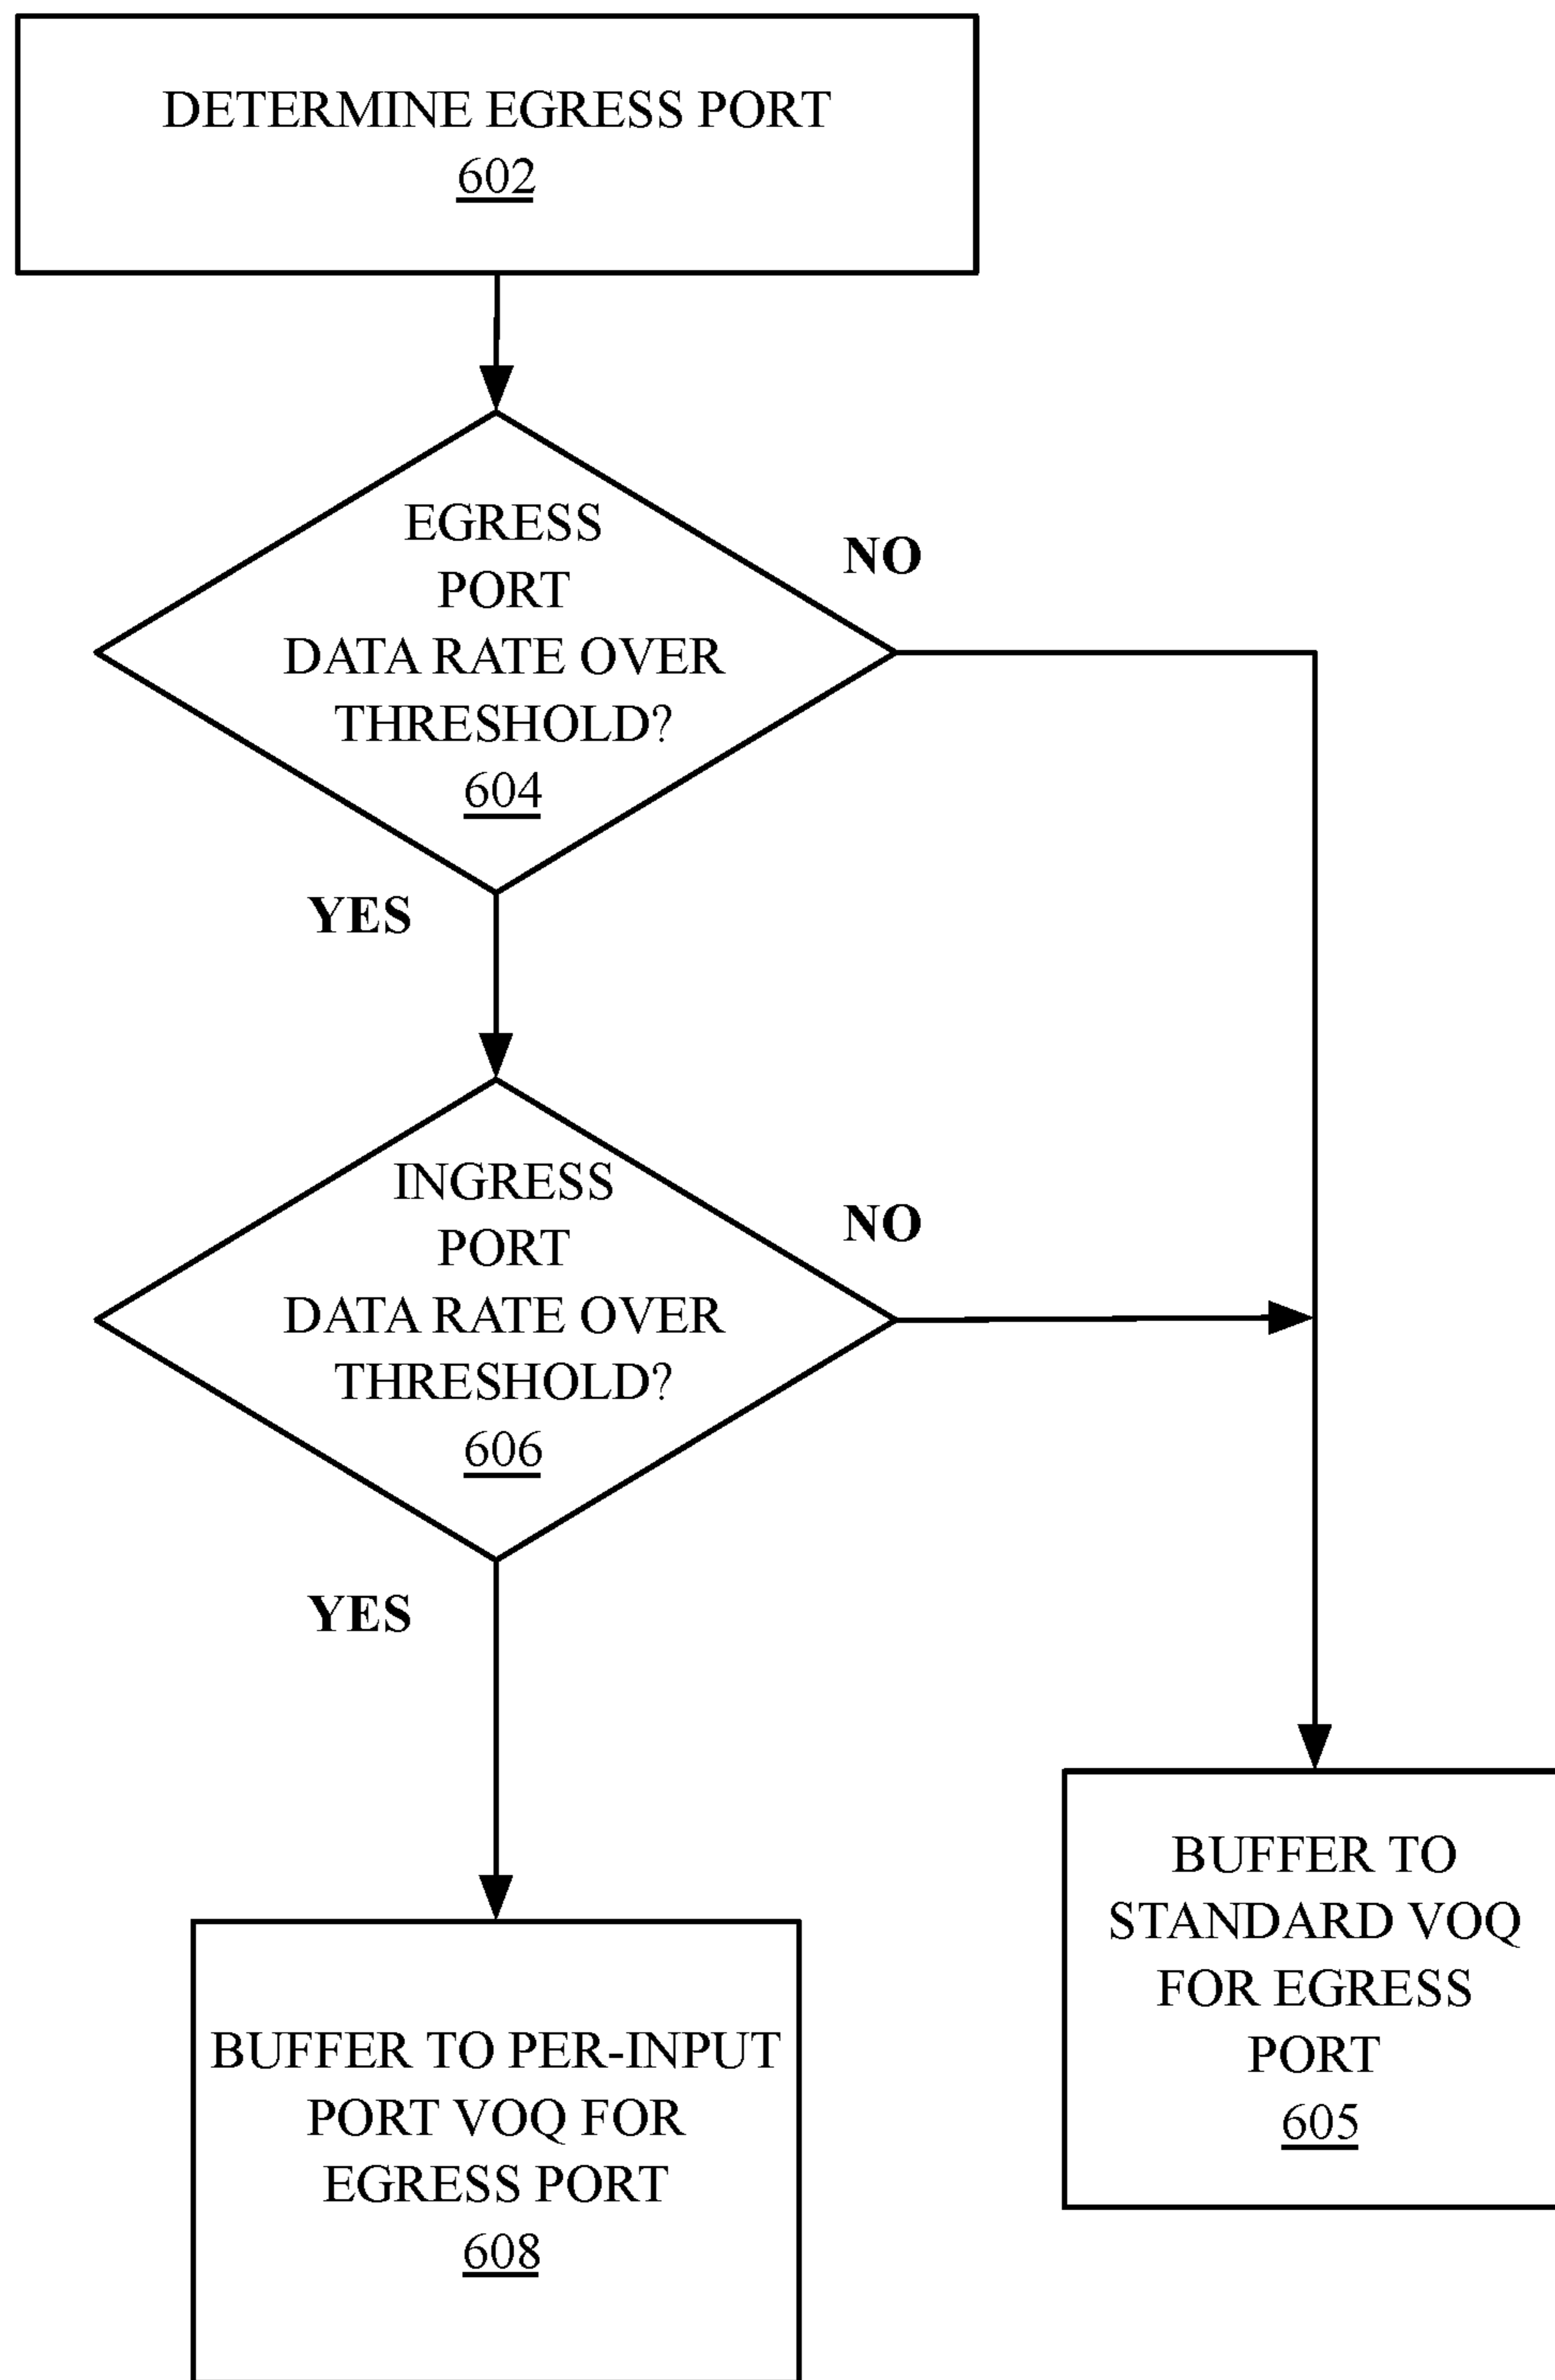 DETERMINE EGRESS PORT
602
EGRESS
PORT
DATA RATE OVER
THRESHOLD?
604
NO
YES
INGRESS
PORT
DATA RATE OVER
THRESHOLD?
606
NO
YES
BUFFER TO
STANDARD VOQ
FOR EGRESS
PORT
605
BUFFER TO PER-INPUT
PORT VOQ FOR
EGRESS PORT
608